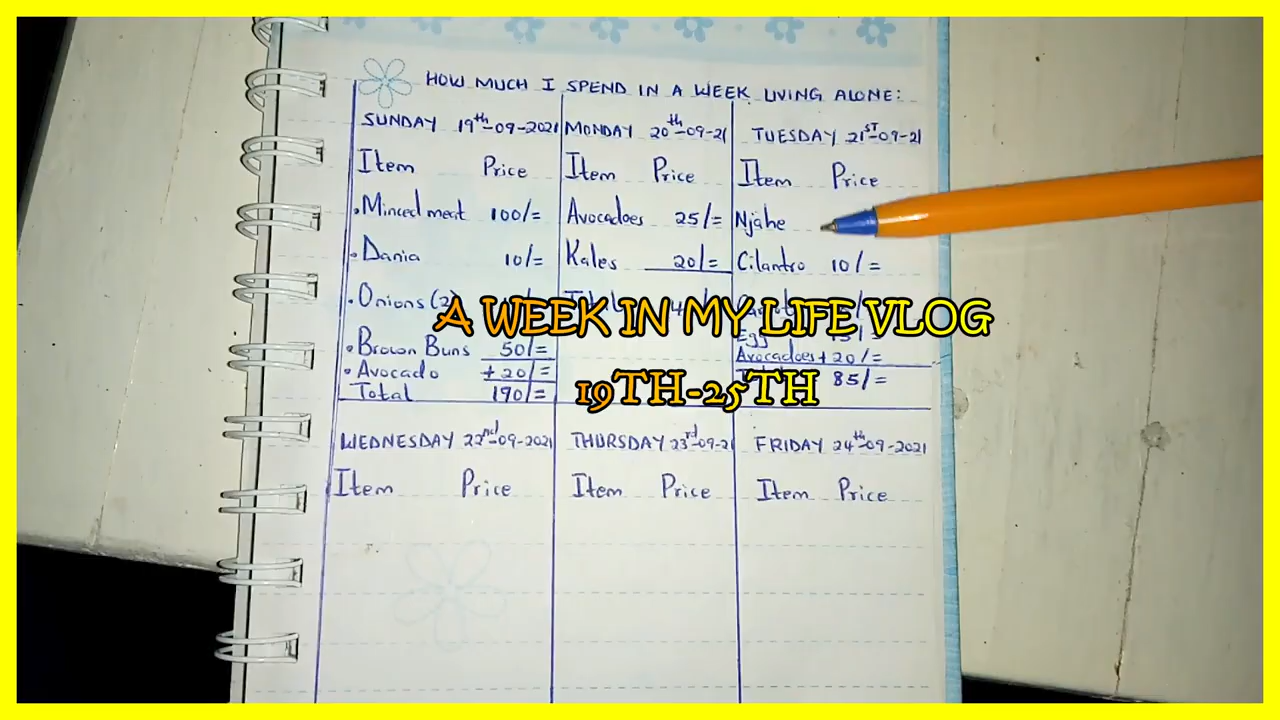 HOW MUCH I SPEND IN A WEEK LIVING ALONE:
SUNDAY 19th-09-2021
Item Price
. Minced meat 100/=
. Dania 10/=
. Onions (2)
. Brown Buns 50/=
. Avocado + 20/=
Total 190/=
MONDAY 20th-09-21
Item Price
Avocadoes 25/=
Kales 20/=
TUESDAY 21ST-09-21
Item Price
Njahe
Cilantro 10/=
Egg
Avocadoes + 20/=
85/=
A WEEK IN MY LIFE VLOG
19TH-25TH
WEDNESDAY 22nd-09-2021
Item Price
THURSDAY 23rd-09-21
Item Price
FRIDAY 24th-09-2021
Item Price